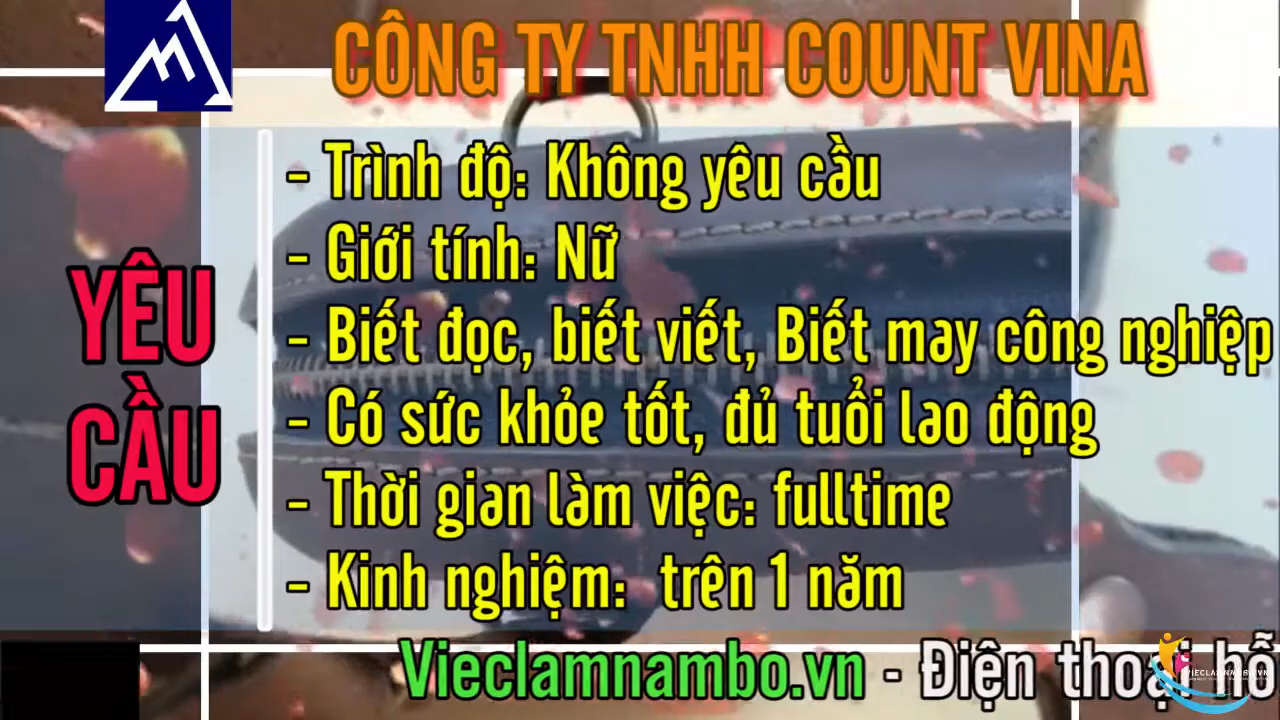 CÔNG TY TNHH COUNT VINA
YÊU
CẦU
- Trình độ: Không yêu cầu
- Giới tính: Nữ
- Biết đọc, biết viết, Biết may công nghiệp
- Có sức khỏe tốt, đủ tuổi lao động
- Thời gian làm việc: fulltime
- Kinh nghiệm: trên 1 năm
Vieclamnambo.vn - Điện thoại hỗ
VIECLAMNAMBO.VN